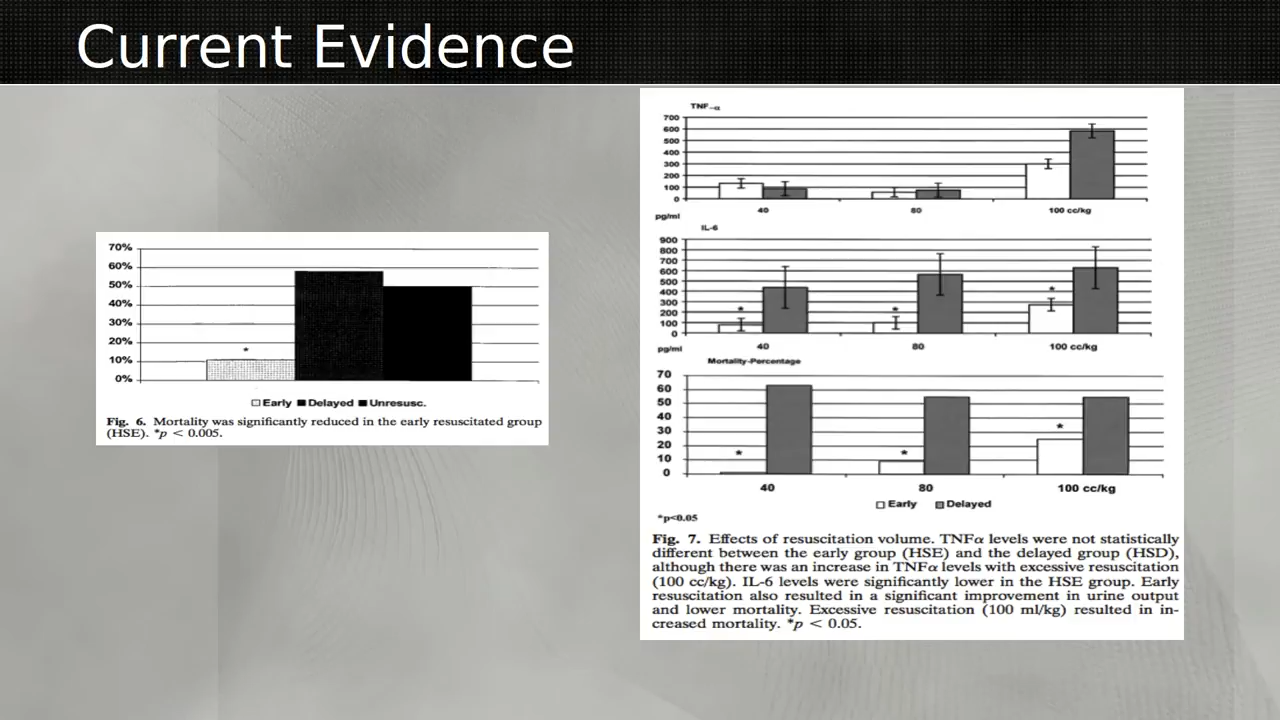 Current Evidence
70%
60%
50%
40%
30%
20%
10%
0%
*
Early Delayed Unresusc.
Fig. 6. Mortality was significantly reduced in the early resuscitated group
(HSE). *p < 0.005.
TNF-α
700
600
500
400
300
200
100
0
40 80 100 cc/kg
pg/ml
IL-6
900
800
700
600
500
400
300
200
100
0
* * *
40 80 100 cc/kg
pg/ml
Mortality-Percentage
70
60
50
40
30
20
10
0
* * *
40 80 100 cc/kg
Early Delayed
*p<0.05
Fig. 7. Effects of resuscitation volume. TNFα levels were not statistically
different between the early group (HSE) and the delayed group (HSD),
although there was an increase in TNFα levels with excessive resuscitation
(100 cc/kg). IL-6 levels were significantly lower in the HSE group. Early
resuscitation also resulted in a significant improvement in urine output
and lower mortality. Excessive resuscitation (100 ml/kg) resulted in in-
creased mortality. *p < 0.05.